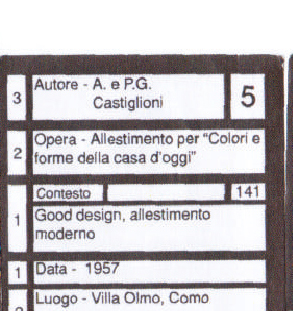 3 Autore - A. e P.G. 5
Castiglioni
2 Opera - Allestimento per "Colori e
forme della casa d'oggi"
Contesto 141
1 Good design, allestimento
moderno
1 Data - 1957
Luogo - Villa Olmo, Como